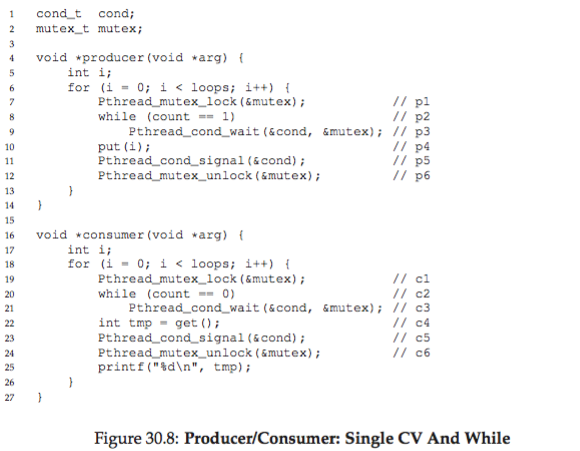 1 cond_t cond;
2 mutex_t mutex;
3
4 void *producer(void *arg) {
5 int i;
6 for (i = 0; i < loops; i++) {
7 Pthread_mutex_lock(&mutex); // p1
8 while (count == 1) // p2
9 Pthread_cond_wait(&cond, &mutex); // p3
10 put(i); // p4
11 Pthread_cond_signal(&cond); // p5
12 Pthread_mutex_unlock(&mutex); // p6
13 }
14 }
15
16 void *consumer(void *arg) {
17 int i;
18 for (i = 0; i < loops; i++) {
19 Pthread_mutex_lock(&mutex); // c1
20 while (count == 0) // c2
21 Pthread_cond_wait(&cond, &mutex); // c3
22 int tmp = get(); // c4
23 Pthread_cond_signal(&cond); // c5
24 Pthread_mutex_unlock(&mutex); // c6
25 printf("%d\n", tmp);
26 }
27 }
Figure 30.8: Producer/Consumer: Single CV And While